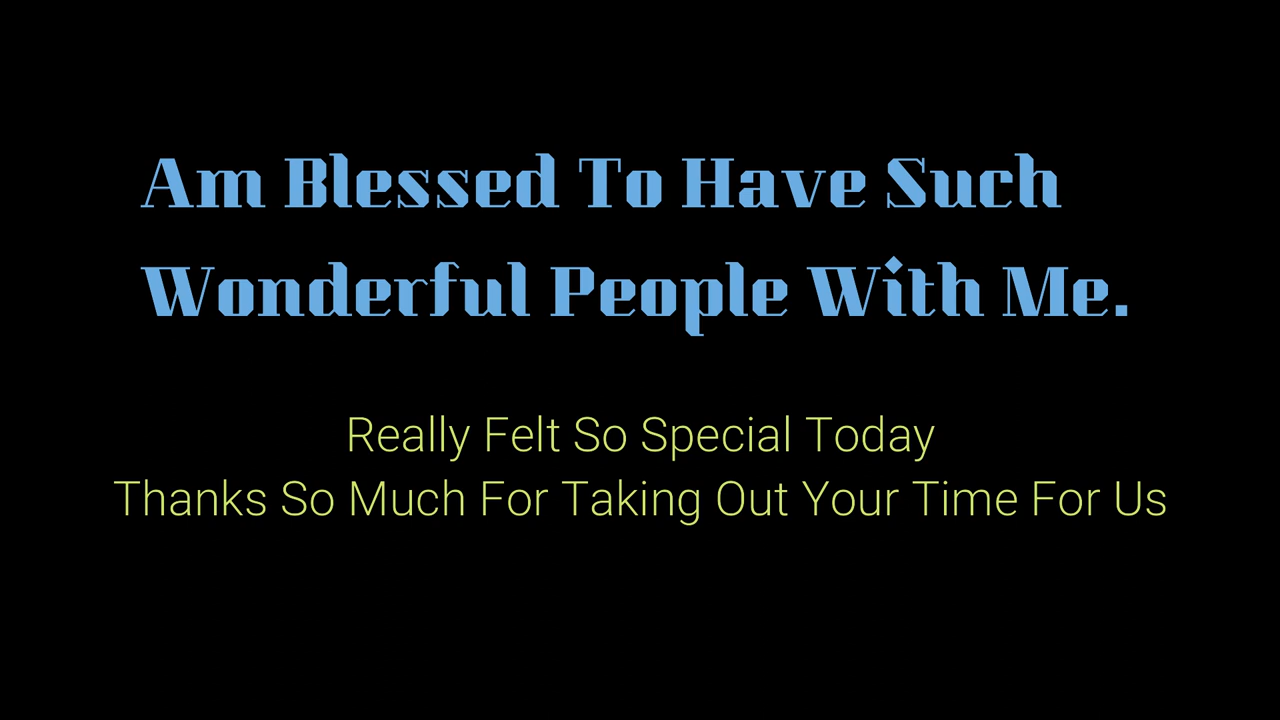 Am Blessed To Have Such
Wonderful People With Me.
Really Felt So Special Today
Thanks So Much For Taking Out Your Time For Us